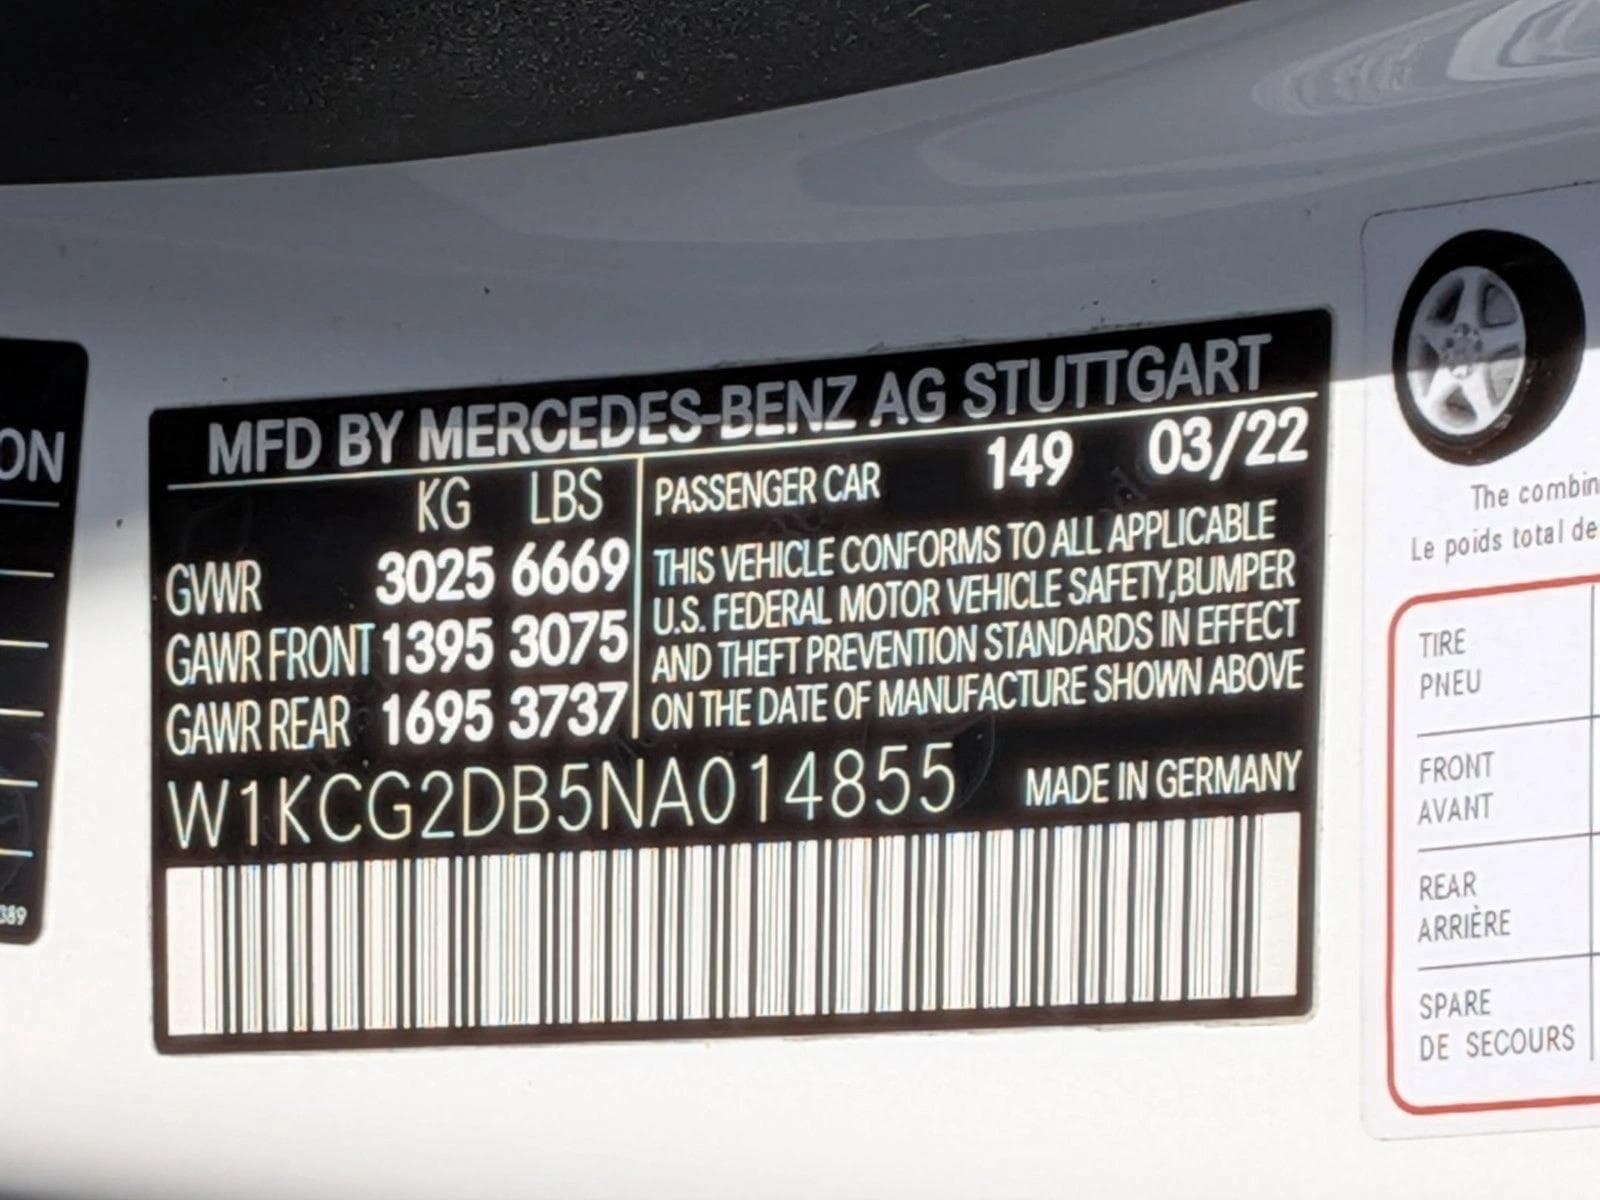 ON
389
MFD BY MERCEDES-BENZ AG STUTTGART
KG LBS
GVWR 3025 6669
GAWR FRONT 1395 3075
GAWR REAR 1695 3737
PASSENGER CAR 149 03/22
THIS VEHICLE CONFORMS TO ALL APPLICABLE
U.S. FEDERAL MOTOR VEHICLE SAFETY,BUMPER
AND THEFT PREVENTION STANDARDS IN EFFECT
ON THE DATE OF MANUFACTURE SHOWN ABOVE
W1KCG2DB5NA014855 MADE IN GERMANY
The combin
Le poids total de
TIRE
PNEU
FRONT
AVANT
REAR
ARRIÈRE
SPARE
DE SECOURS